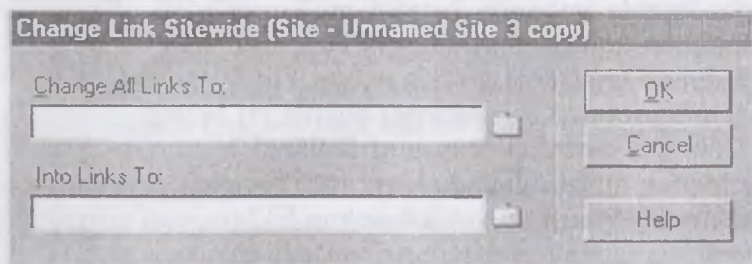 Change Link Sitewide (Site - Unnamed Site 3 copy)
Change All Links To:
OK
Cancel
Into Links To:
Help